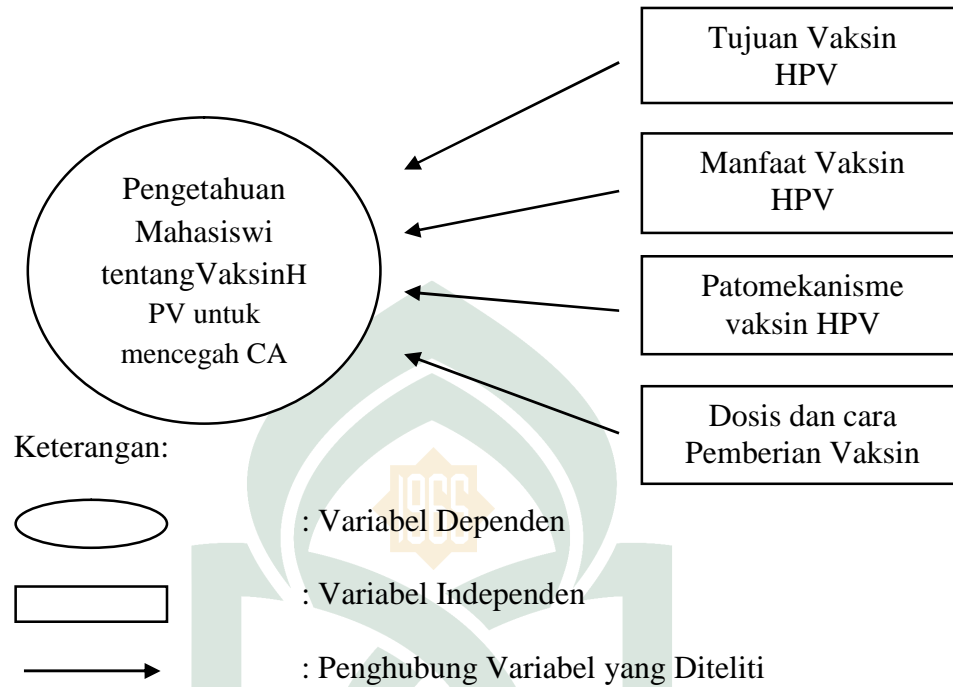 Tujuan Vaksin
HPV
Manfaat Vaksin
HPV
Patomekanisme
vaksin HPV
Dosis dan cara
Pemberian Vaksin
Pengetahuan
Mahasiswi
tentangVaksinH
PV untuk
mencegah CA
Keterangan:
: Variabel Dependen
: Variabel Independen
: Penghubung Variabel yang Diteliti
1965